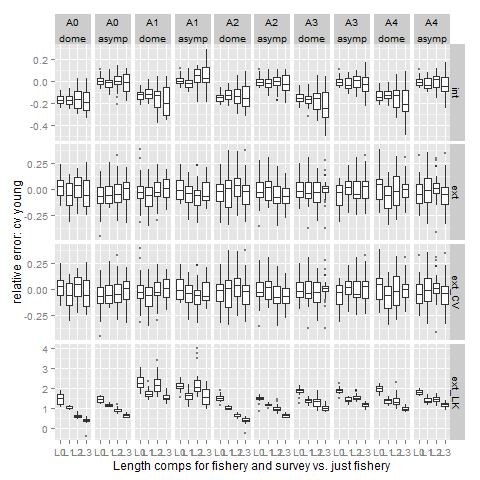 A0 A0 A1 A1 A2 A2 A3 A3 A4 A4
dome asymp dome asymp dome asymp dome asymp dome asymp
0.2
0.0
-0.2
-0.4
int
0.25
0.00
-0.25
ext
0.25
0.00
-0.25
ext_CV
4
3
2
1
0
ext_LK
relative error: cv young
Length comps for fishery and survey vs. just fishery